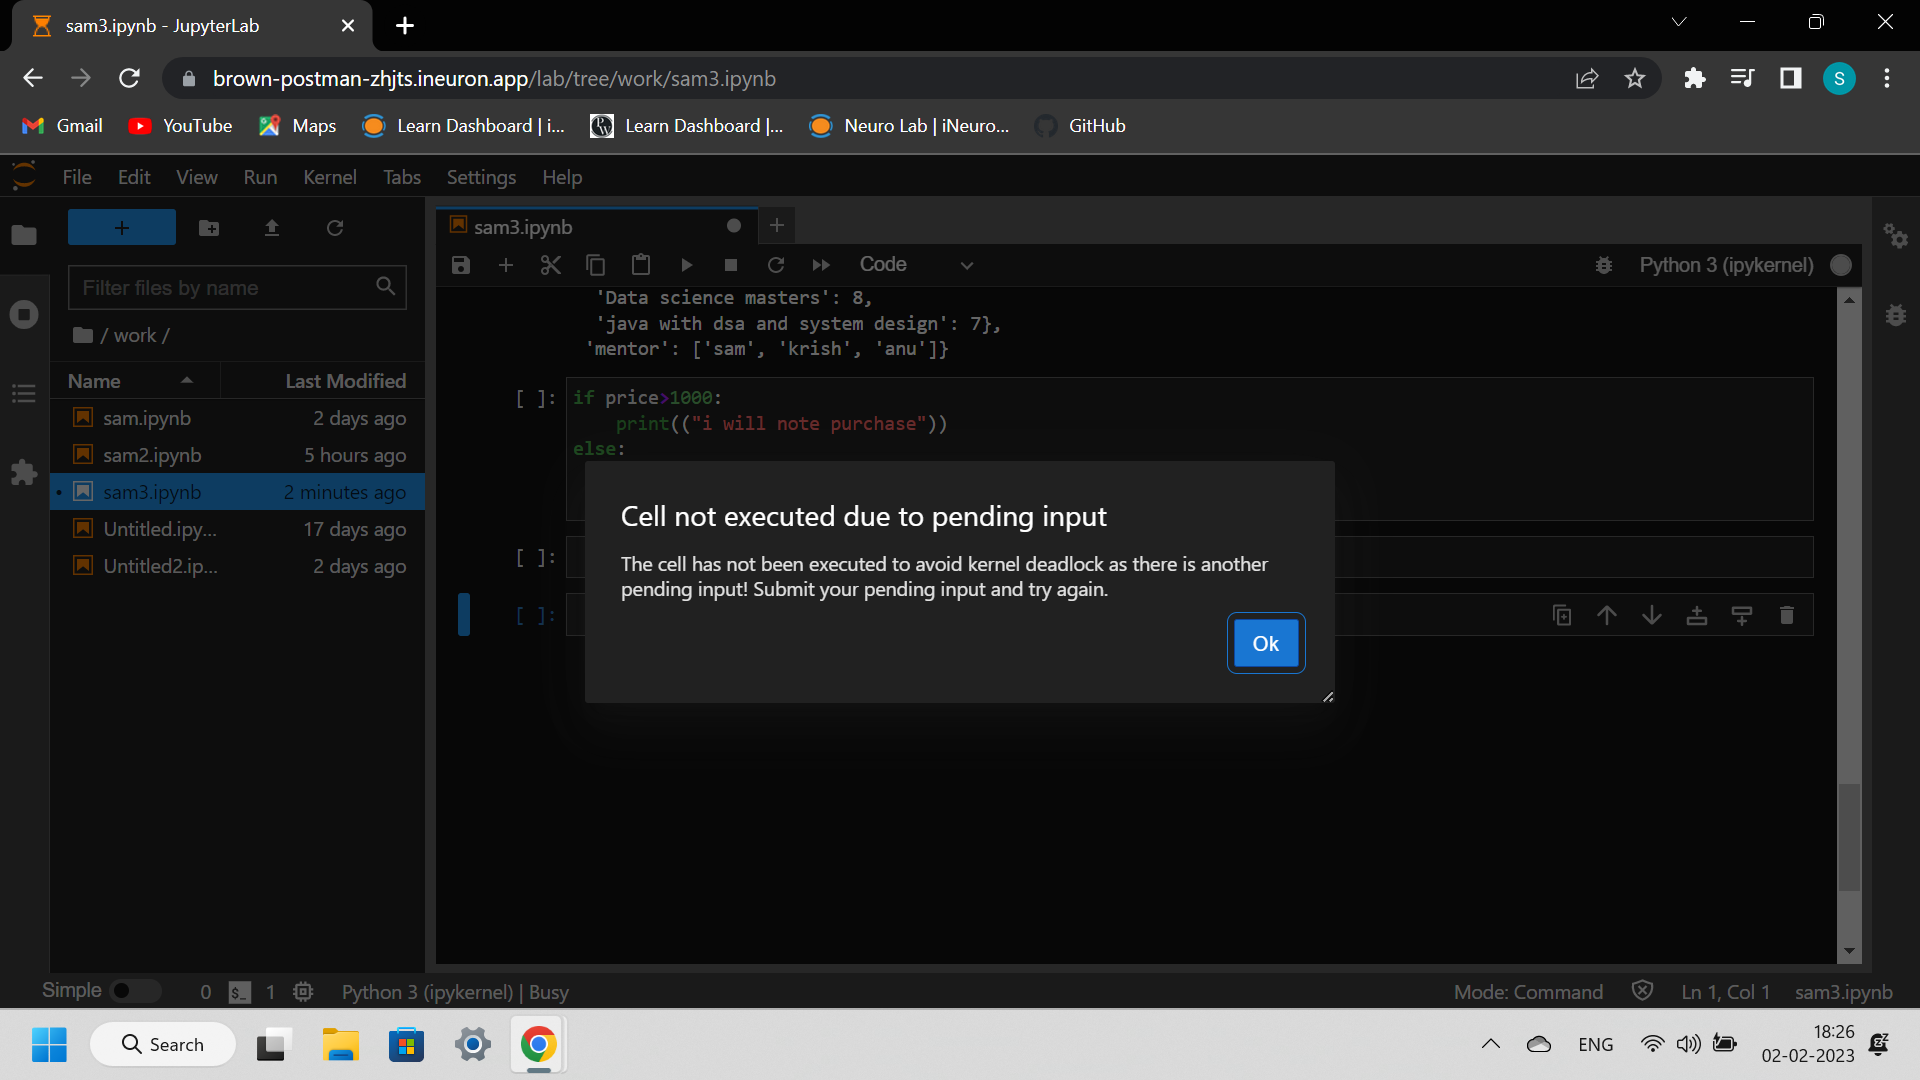 sam3.ipynb - JupyterLab
brown-postman-zhjts.ineuron.app/lab/tree/work/sam3.ipynb
S
Gmail YouTube Maps Learn Dashboard | i... Learn Dashboard |... Neuro Lab | iNeuro... GitHub
File Edit View Run Kernel Tabs Settings Help
sam3.ipynb
Filter files by name
/ work /
Name Last Modified
sam.ipynb 2 days ago
sam2.ipynb 5 hours ago
sam3.ipynb 2 minutes ago
Untitled.ipy... 17 days ago
Untitled2.ip... 2 days ago
Code Python 3 (ipykernel)
'Data science masters': 8,
'java with dsa and system design': 7},
'mentor': ['sam', 'krish', 'anu']}
[ ]: if price>1000:
print(("i will note purchase"))
else:
[ ]:
[ ]:
Cell not executed due to pending input
The cell has not been executed to avoid kernel deadlock as there is another
pending input! Submit your pending input and try again.
Ok
Simple 0 $_ 1 Python 3 (ipykernel) | Busy Mode: Command Ln 1, Col 1 sam3.ipynb
Search
ENG
18:26
02-02-2023